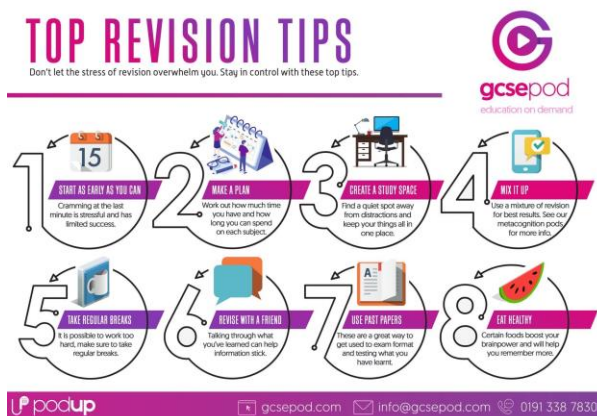 TOP REVISION TIPS
Don't let the stress of revision overwhelm you. Stay in control with these top tips.
gcsepod
education on demand
1
15
START AS EARLY AS YOU CAN
Cramming at the last
minute is stressful and has
limited success.
2
MAKE A PLAN
Work out how much time
you have and how
long you can spend
on each subject.
3
CREATE A STUDY SPACE
Find a quiet spot away
from distractions and
keep your things all in
one place.
4
MIX IT UP
Use a mixture of revision
for best results. See our
metacognition pods
for more info.
5
TAKE REGULAR BREAKS
It is possible to work too
hard, make sure to take
regular breaks.
6
REVISE WITH A FRIEND
Talking through what
you've learned can help
information stick.
7
A
USE PAST PAPERS
These are a great way to
get used to exam format
and testing what you
have learnt.
8
EAT HEALTHY
Certain foods boost your
brainpower and will help
you remember more.
podup
gcsepod.com
info@gcsepod.com
0191 338 7830